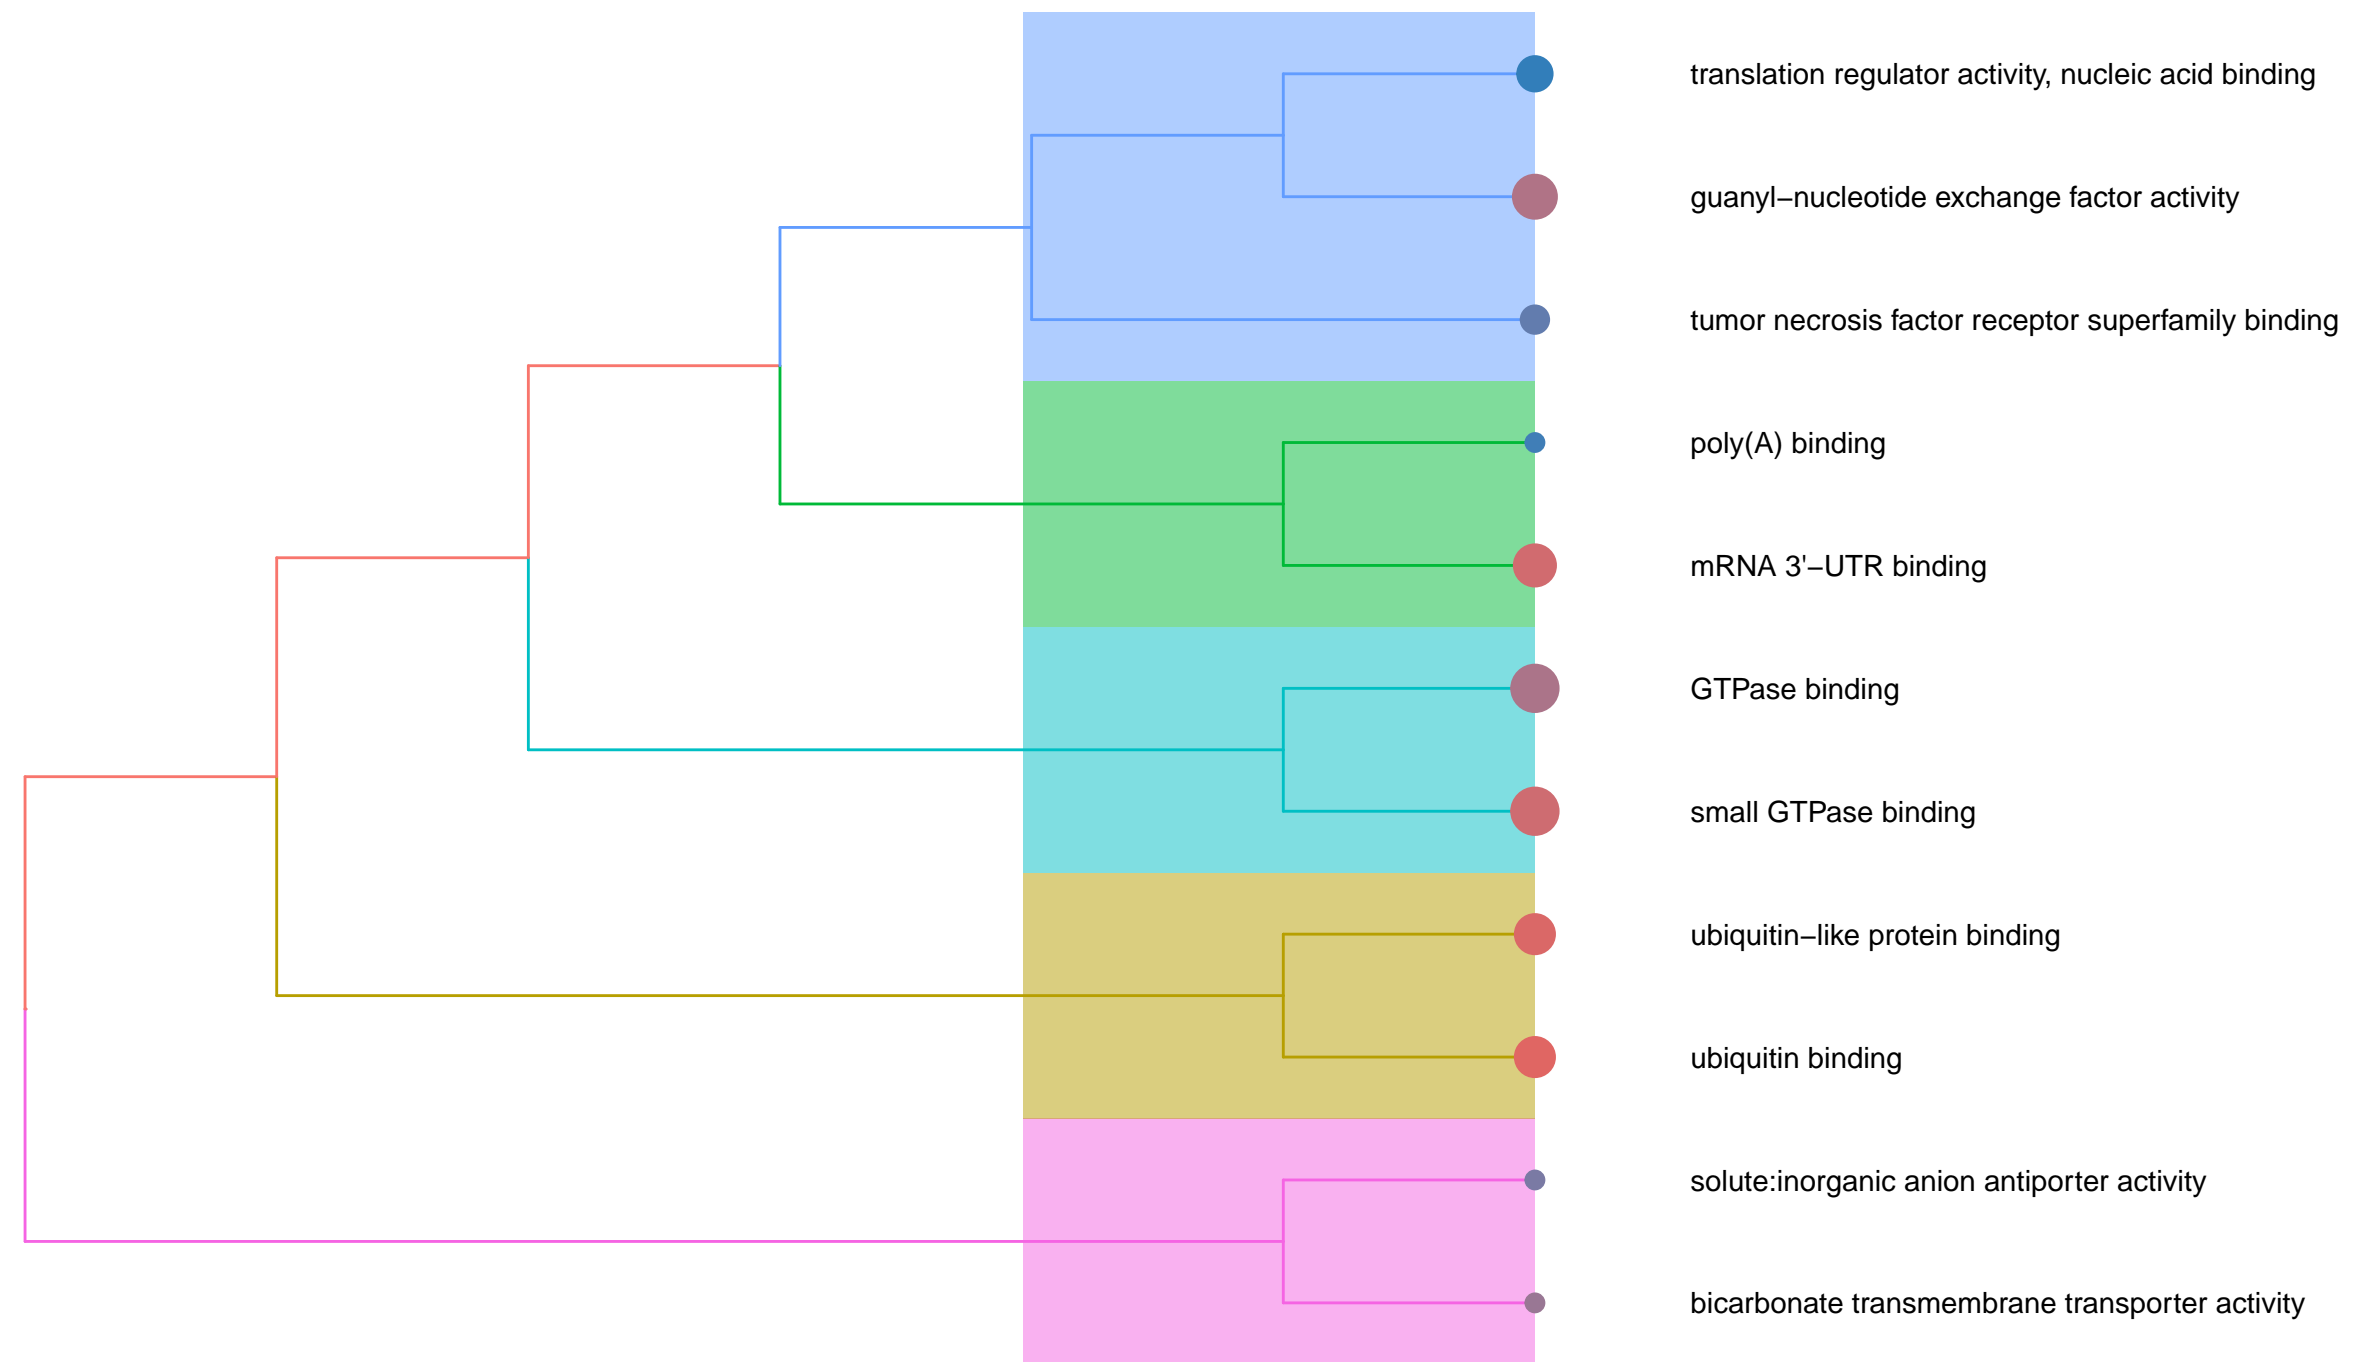 translation regulator activity, nucleic acid binding
guanyl−nucleotide exchange factor activity
tumor necrosis factor receptor superfamily binding
poly(A) binding
mRNA 3'−UTR binding
GTPase binding
small GTPase binding
ubiquitin−like protein binding
ubiquitin binding
solute:inorganic anion antiporter activity
bicarbonate transmembrane transporter activity